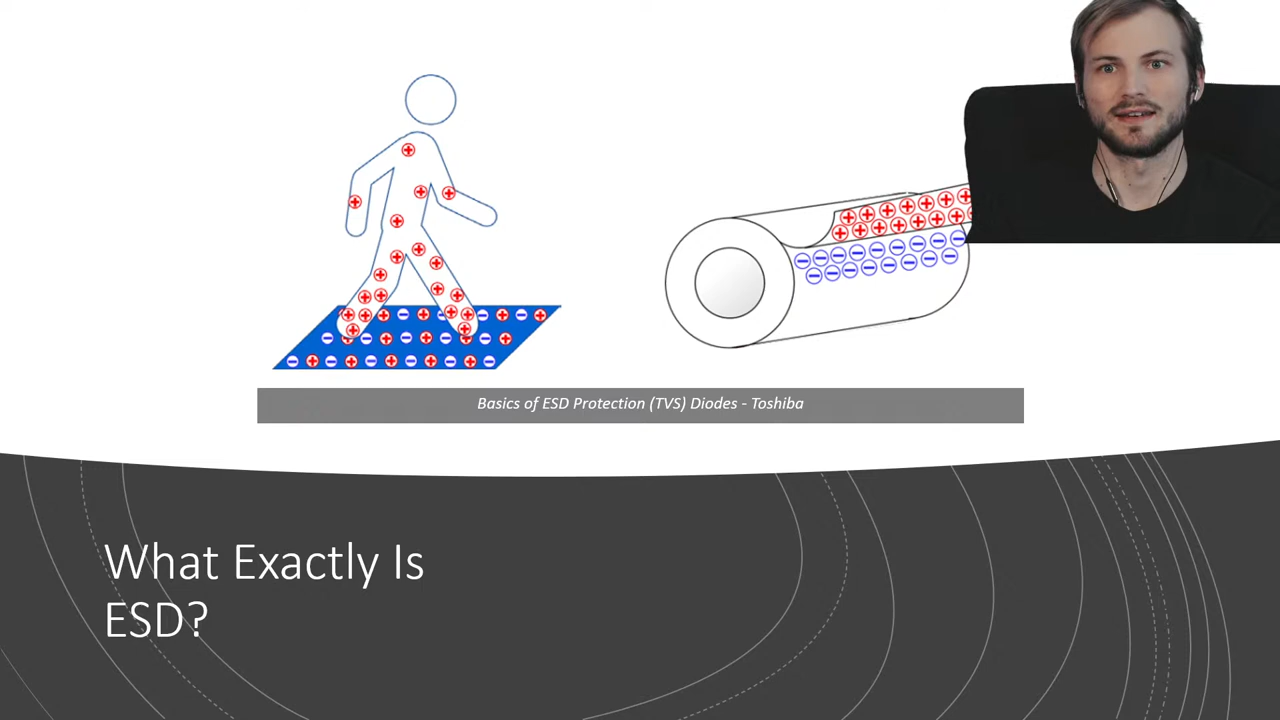 Basics of ESD Protection (TVS) Diodes - Toshiba
What Exactly Is
ESD?